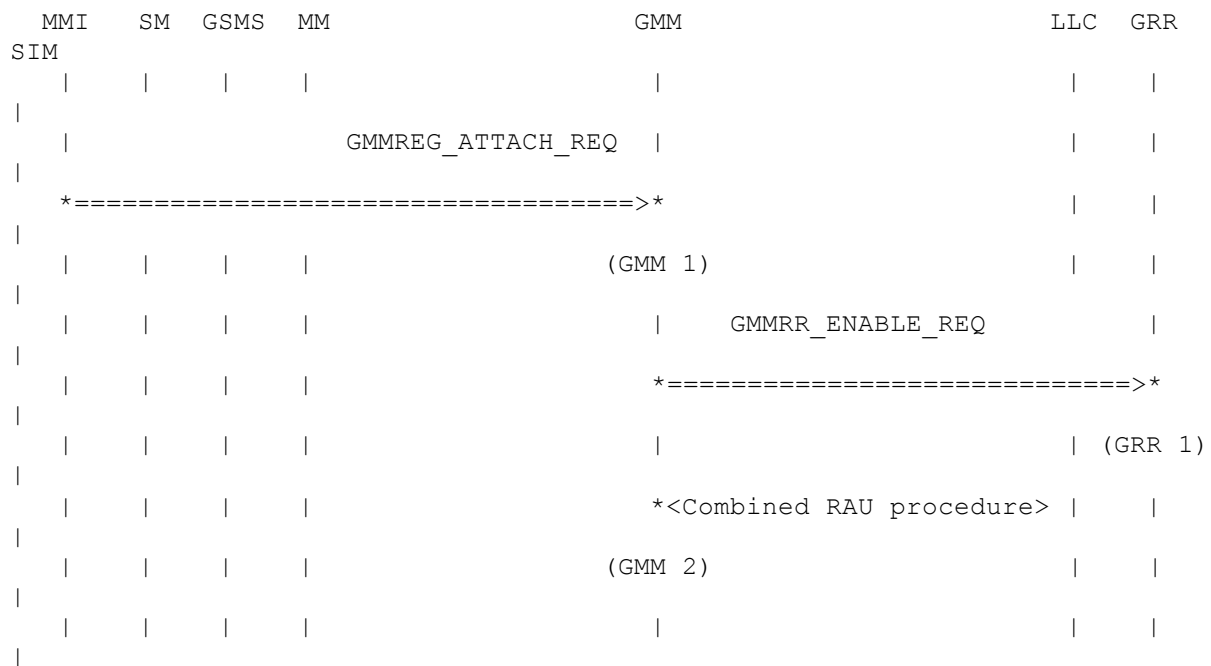 MMI SM GSMS MM GMM LLC GRR
SIM
| | | | | | |
|
| GMMREG_ATTACH_REQ | | |
|
*===================================>* | |
|
| | | | (GMM 1) | |
|
| | | | | GMMRR_ENABLE_REQ |
|
| | | | *=============================>*
|
| | | | | | (GRR 1)
|
| | | | *<Combined RAU procedure> | |
|
| | | | (GMM 2) | |
|
| | | | | | |
|